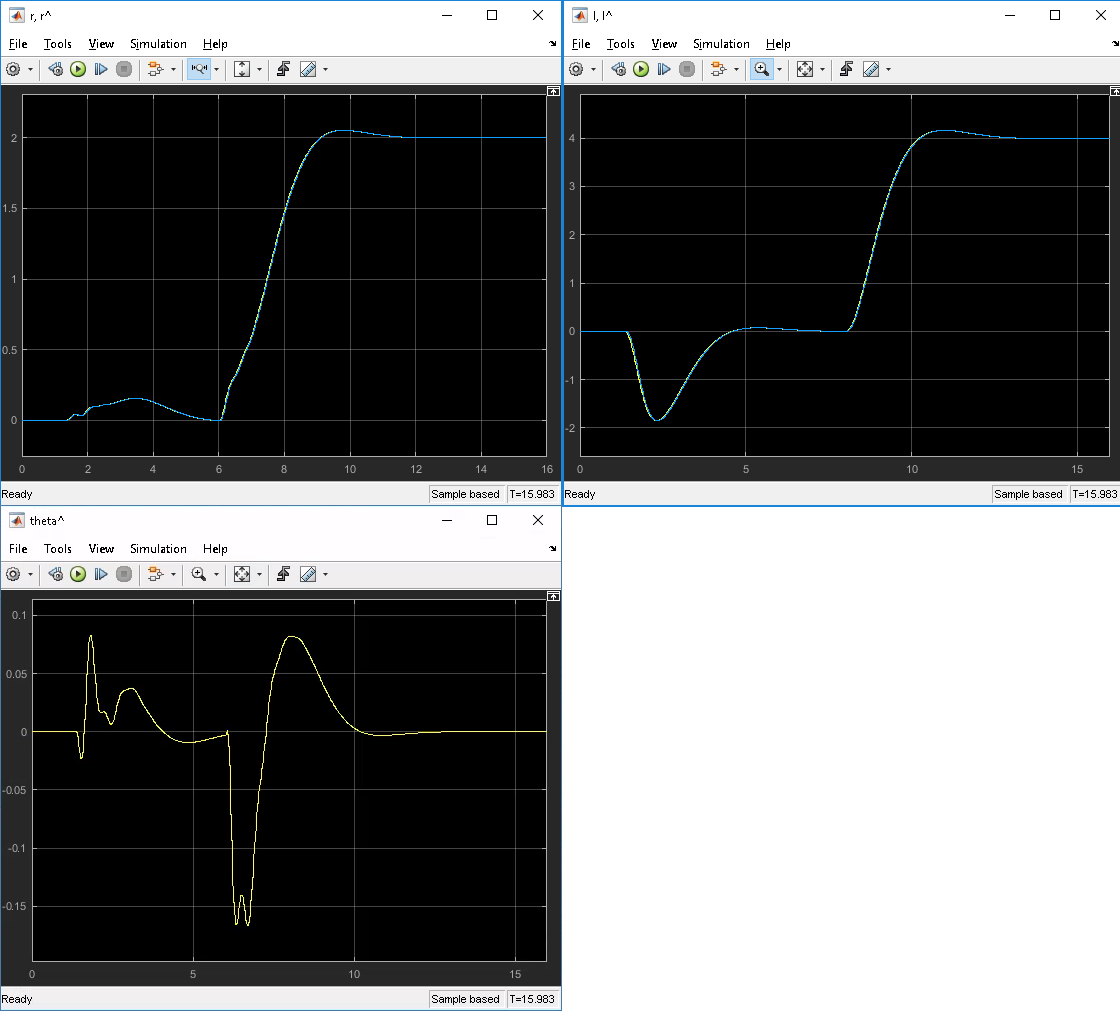 r, r^
File Tools View Simulation Help
2
1.5
1
0.5
0
0 2 4 6 8 10 12 14 16
Ready Sample based T=15.983
l, l^
File Tools View Simulation Help
4
3
2
1
0
-1
-2
0 5 10 15
Ready Sample based T=15.983
theta^
File Tools View Simulation Help
0.1
0.05
0
-0.05
-0.1
-0.15
0 5 10 15
Ready Sample based T=15.983